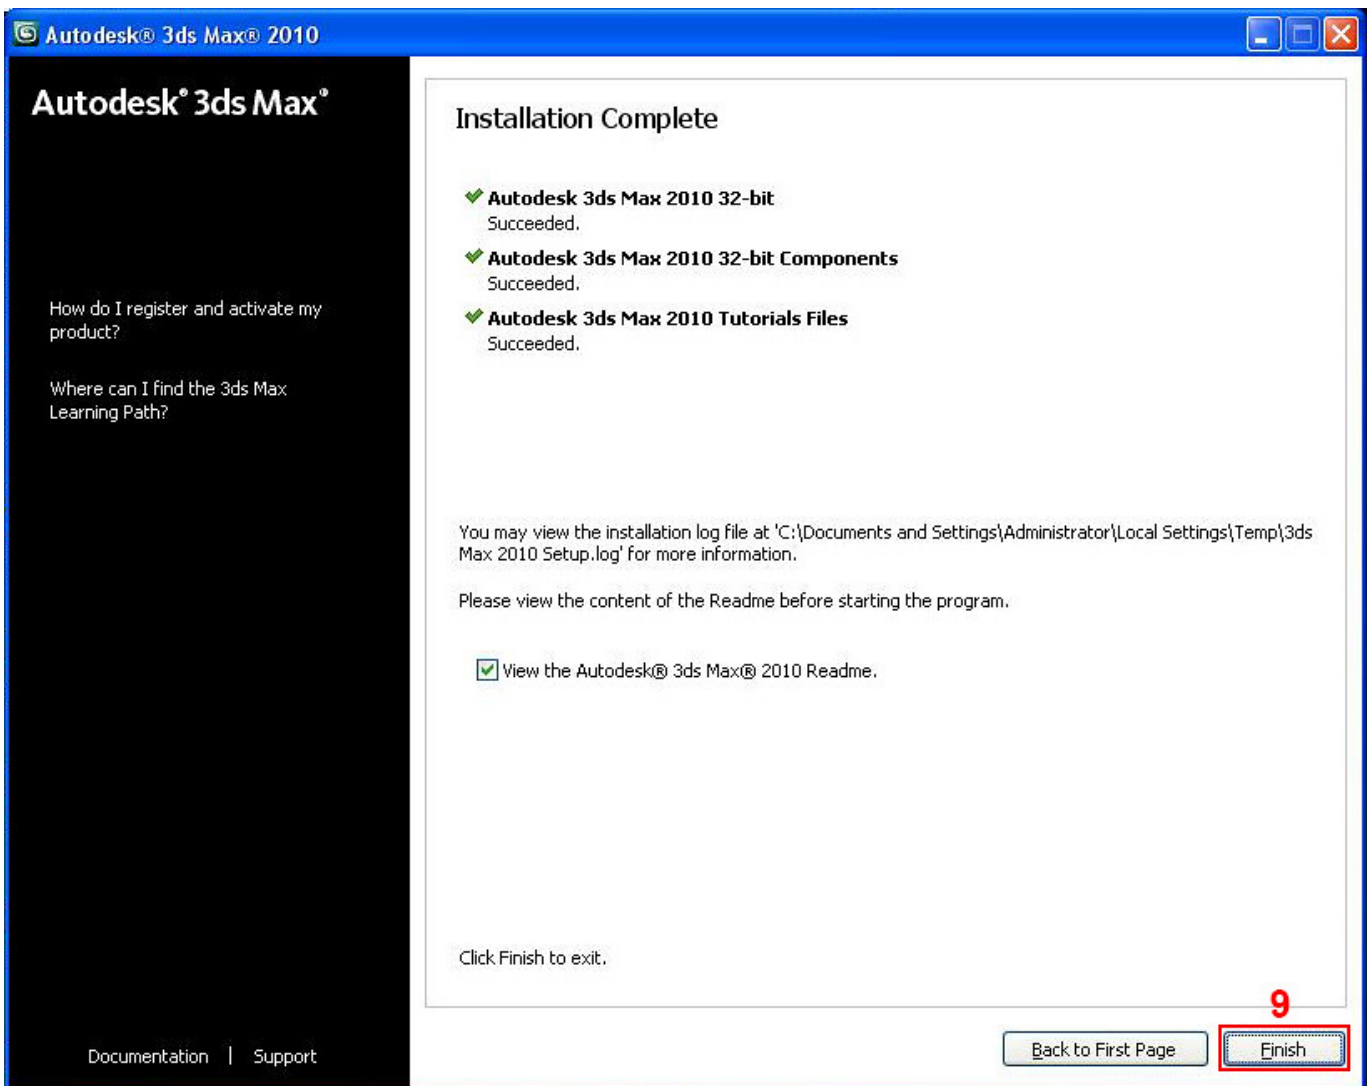 Autodesk® 3ds Max® 2010
Autodesk® 3ds Max®
How do I register and activate my
product?
Where can I find the 3ds Max
Learning Path?
Documentation | Support
Installation Complete
Autodesk 3ds Max 2010 32-bit
Succeeded.
Autodesk 3ds Max 2010 32-bit Components
Succeeded.
Autodesk 3ds Max 2010 Tutorials Files
Succeeded.
You may view the installation log file at 'C:\Documents and Settings\Administrator\Local Settings\Temp\3ds
Max 2010 Setup.log' for more information.
Please view the content of the Readme before starting the program.
View the Autodesk® 3ds Max® 2010 Readme.
Click Finish to exit.
9
Back to First Page
Finish